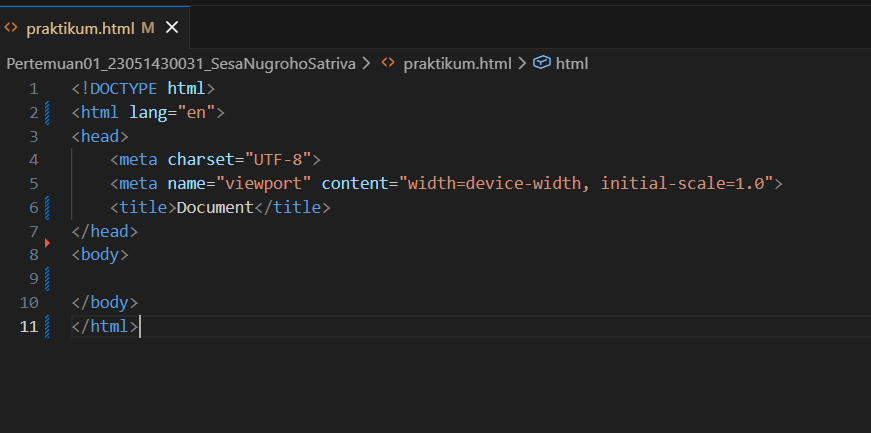 praktikum.html M
Pertemuan01_23051430031_SesaNugrohoSatriva > praktikum.html > html
1 <!DOCTYPE html>
2 <html lang="en">
3 <head>
4 <meta charset="UTF-8">
5 <meta name="viewport" content="width=device-width, initial-scale=1.0">
6 <title>Document</title>
7 </head>
8 <body>
9
10 </body>
11 </html>